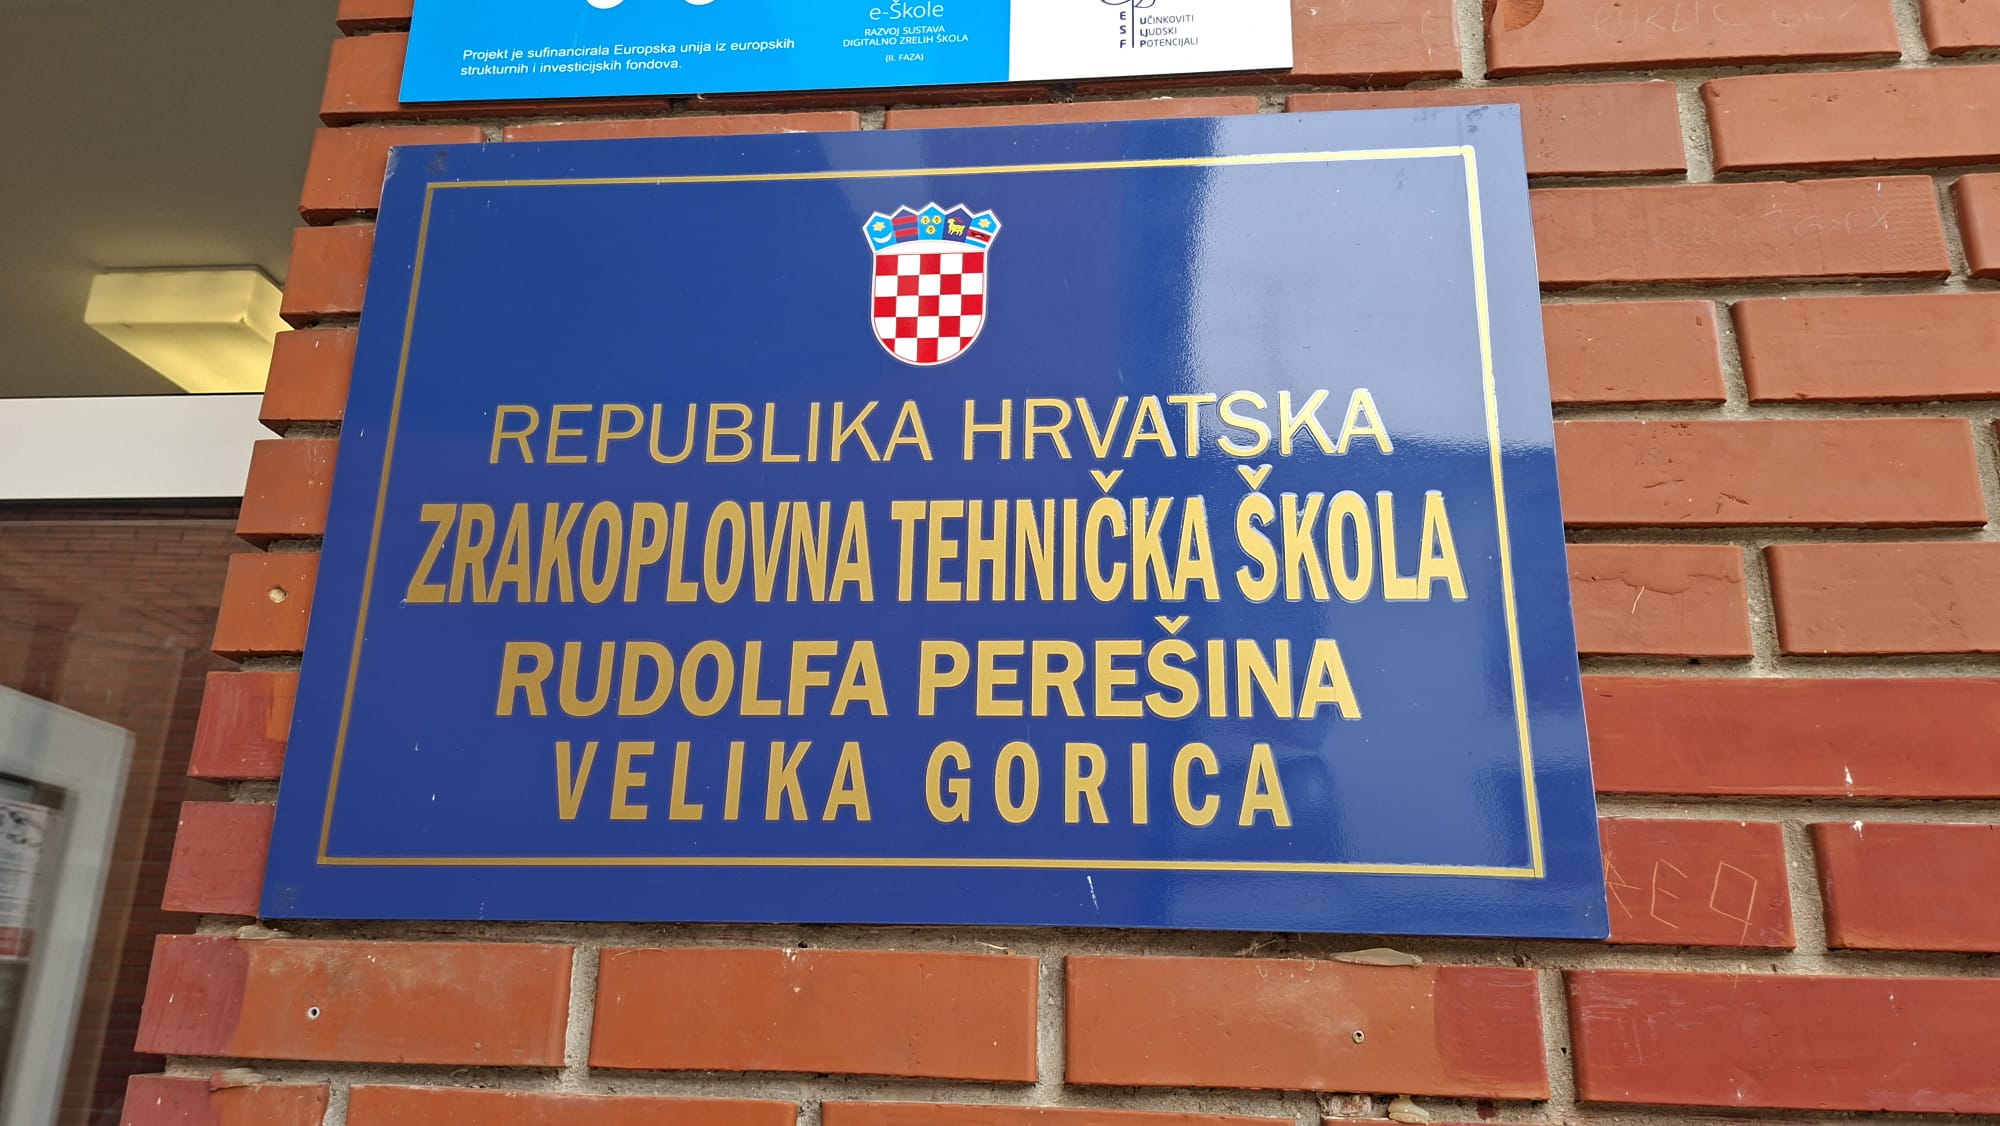 e-Škole
RAZVOJ SUSTAVA
DIGITALNO ZRELIH ŠKOLA
(II. FAZA)
Projekt je sufinancirala Europska unija iz europskih
strukturnih i investicijskih fondova.
E UČINKOVITI
S LJUDSKI
F POTENCIJALI
REPUBLIKA HRVATSKA
ZRAKOPLOVNA TEHNIČKA ŠKOLA
RUDOLFA PEREŠINA
VELIKA GORICA